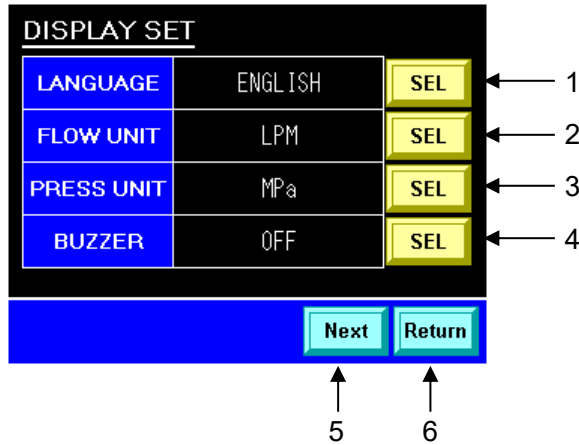 DISPLAY SET
LANGUAGE ENGLISH SEL 1
FLOW UNIT LPM SEL 2
PRESS UNIT MPa SEL 3
BUZZER OFF SEL 4
Next Return
5 6